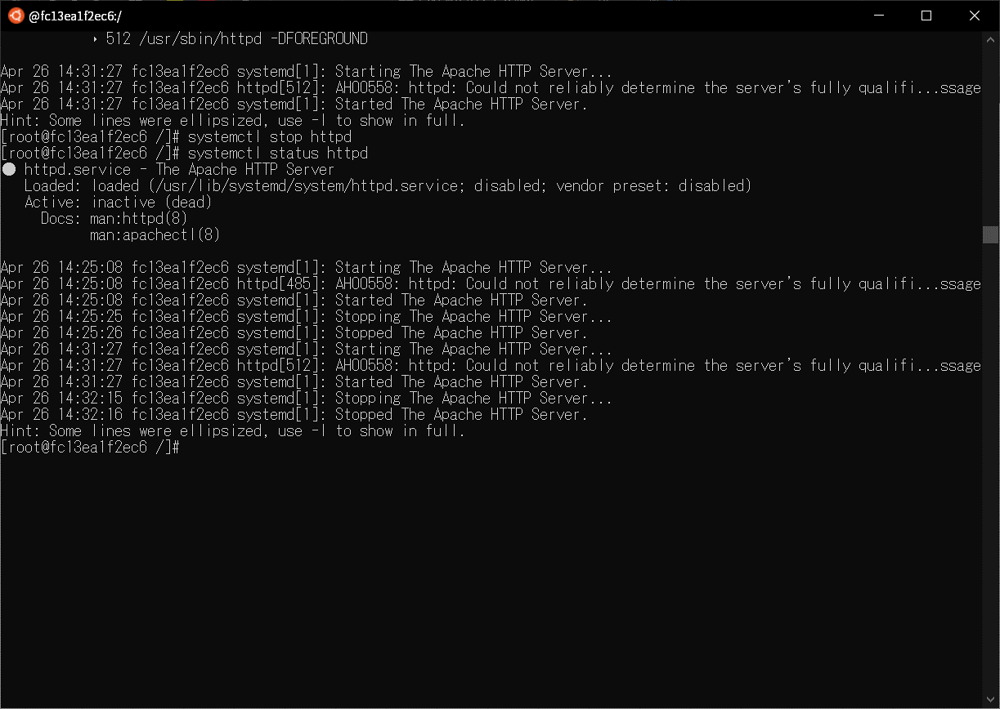 @fc13ea1f2ec6:/
‣ 512 /usr/sbin/httpd -DFOREGROUND
Apr 26 14:31:27 fc13ea1f2ec6 systemd[1]: Starting The Apache HTTP Server...
Apr 26 14:31:27 fc13ea1f2ec6 httpd[512]: AH00558: httpd: Could not reliably determine the server's fully qualifi...ssage
Apr 26 14:31:27 fc13ea1f2ec6 systemd[1]: Started The Apache HTTP Server.
Hint: Some lines were ellipsized, use -l to show in full.
[root@fc13ea1f2ec6 /]# systemctl stop httpd
[root@fc13ea1f2ec6 /]# systemctl status httpd
● httpd.service - The Apache HTTP Server
Loaded: loaded (/usr/lib/systemd/system/httpd.service; disabled; vendor preset: disabled)
Active: inactive (dead)
Docs: man:httpd(8)
man:apachectl(8)
Apr 26 14:25:08 fc13ea1f2ec6 systemd[1]: Starting The Apache HTTP Server...
Apr 26 14:25:08 fc13ea1f2ec6 httpd[485]: AH00558: httpd: Could not reliably determine the server's fully qualifi...ssage
Apr 26 14:25:08 fc13ea1f2ec6 systemd[1]: Started The Apache HTTP Server.
Apr 26 14:25:25 fc13ea1f2ec6 systemd[1]: Stopping The Apache HTTP Server...
Apr 26 14:25:26 fc13ea1f2ec6 systemd[1]: Stopped The Apache HTTP Server.
Apr 26 14:31:27 fc13ea1f2ec6 systemd[1]: Starting The Apache HTTP Server...
Apr 26 14:31:27 fc13ea1f2ec6 httpd[512]: AH00558: httpd: Could not reliably determine the server's fully qualifi...ssage
Apr 26 14:31:27 fc13ea1f2ec6 systemd[1]: Started The Apache HTTP Server.
Apr 26 14:32:15 fc13ea1f2ec6 systemd[1]: Stopping The Apache HTTP Server...
Apr 26 14:32:16 fc13ea1f2ec6 systemd[1]: Stopped The Apache HTTP Server.
Hint: Some lines were ellipsized, use -l to show in full.
[root@fc13ea1f2ec6 /]#